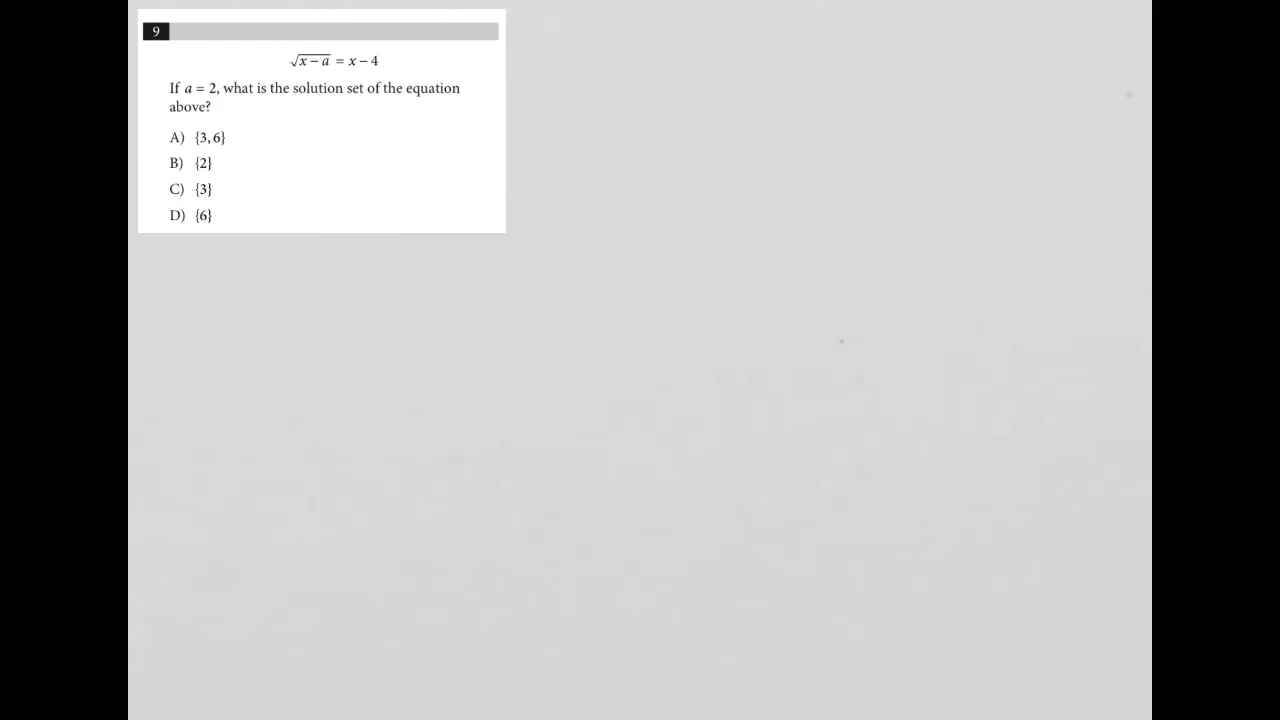 9
√x − a = x − 4
If a = 2, what is the solution set of the equation
above?
A) {3, 6}
B) {2}
C) {3}
D) {6}